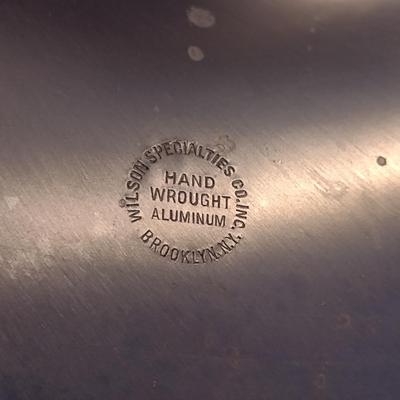 WILSON SPECIALTIES CO. INC.
HAND
WROUGHT
ALUMINUM
BROOKLYN. N.Y.